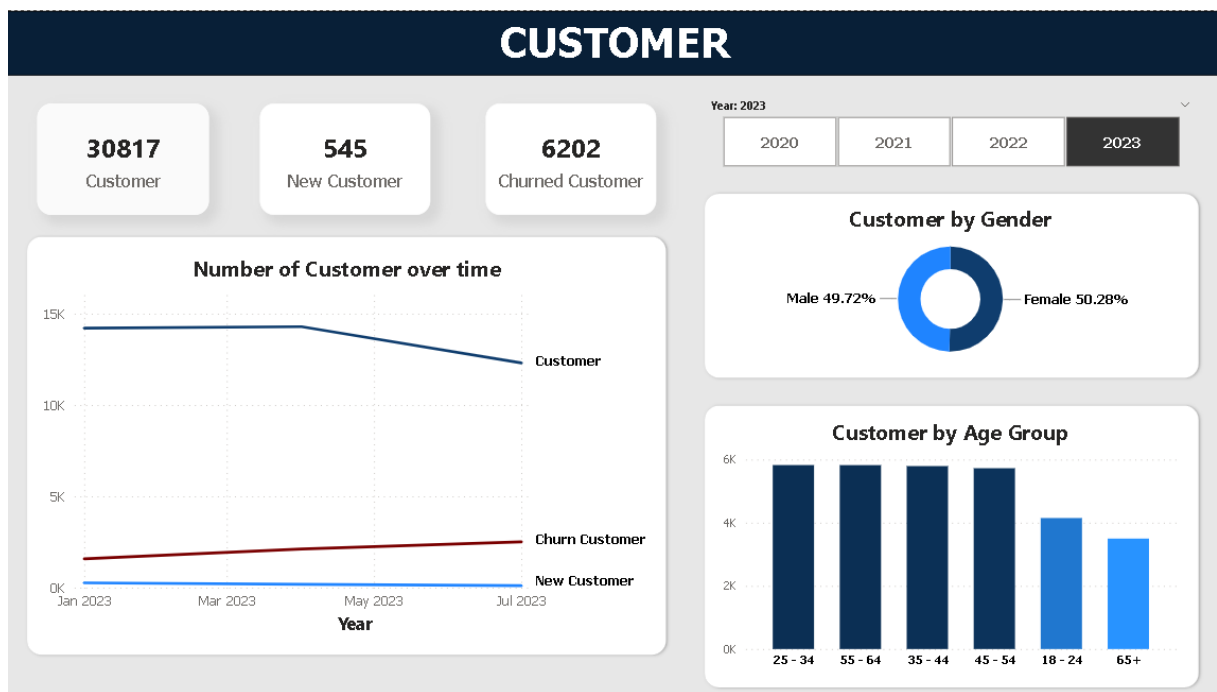 CUSTOMER
30817
Customer
545
New Customer
6202
Churned Customer
Year: 2023
2020 2021 2022 2023
Number of Customer over time
15K
10K
5K
0K
Customer
Churn Customer
New Customer
Jan 2023 Mar 2023 May 2023 Jul 2023
Year
Customer by Gender
Male 49.72% Female 50.28%
Customer by Age Group
6K
4K
2K
0K
25 - 34 55 - 64 35 - 44 45 - 54 18 - 24 65+